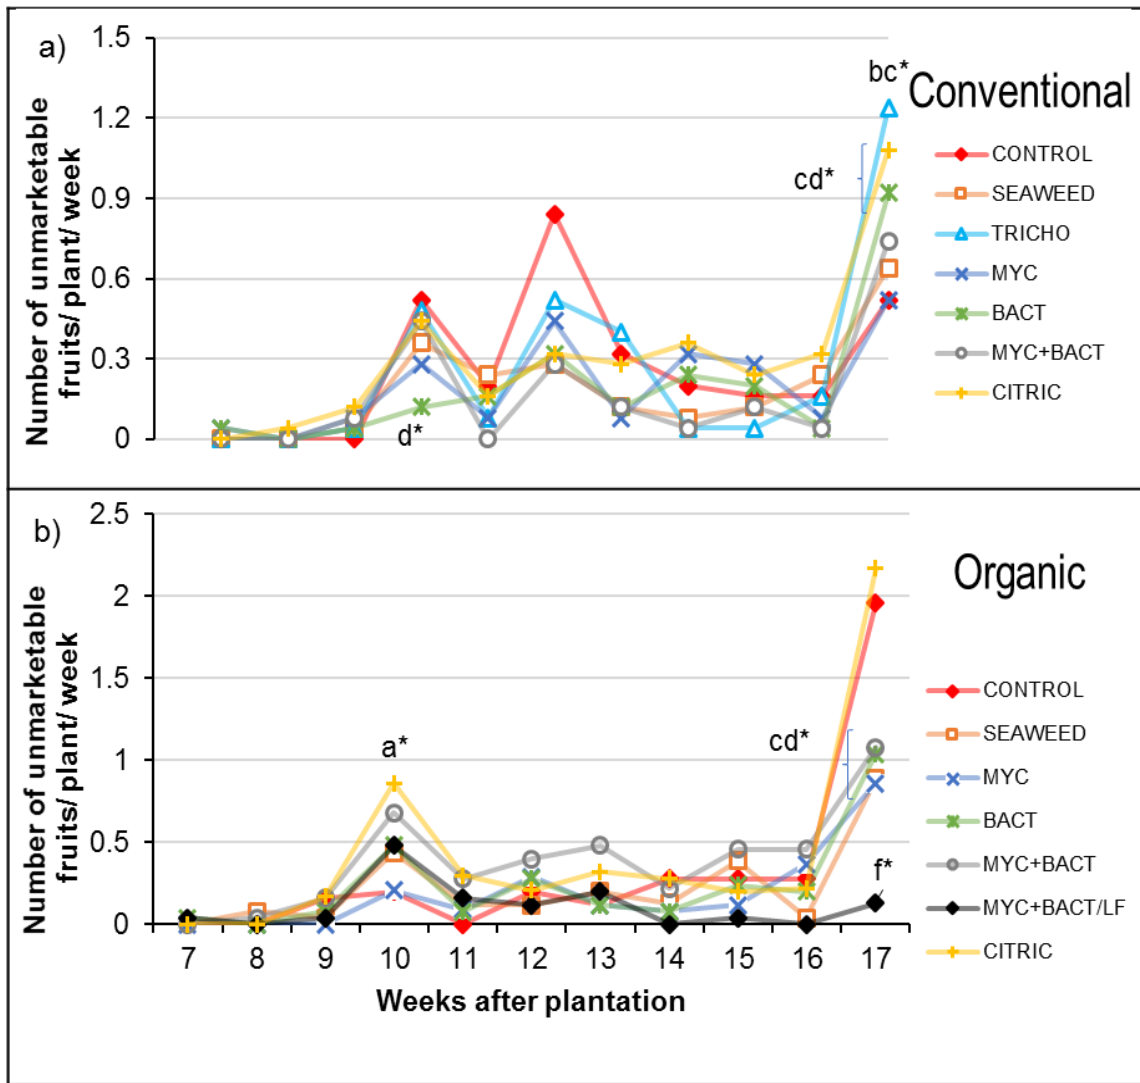 a)
Conventional
Number of unmarketable
fruits/ plant/ week
1.5
1.2
0.9
0.6
0.3
0
bc*
cd*
d*
CONTROL
SEAWEED
TRICHO
MYC
BACT
MYC+BACT
CITRIC
b)
Organic
Number of unmarketable
fruits/ plant/ week
2.5
2
1.5
1
0.5
0
a*
cd*
f*
CONTROL
SEAWEED
MYC
BACT
MYC+BACT
MYC+BACT/LF
CITRIC
7 8 9 10 11 12 13 14 15 16 17
Weeks after plantation